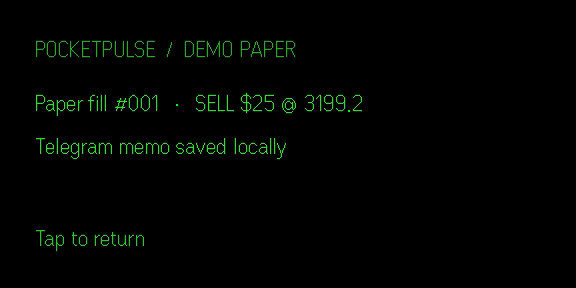 POCKETPULSE / DEMO PAPER
Paper fill #001 · SELL $25 @ 3199.2
Telegram memo saved locally
Tap to return